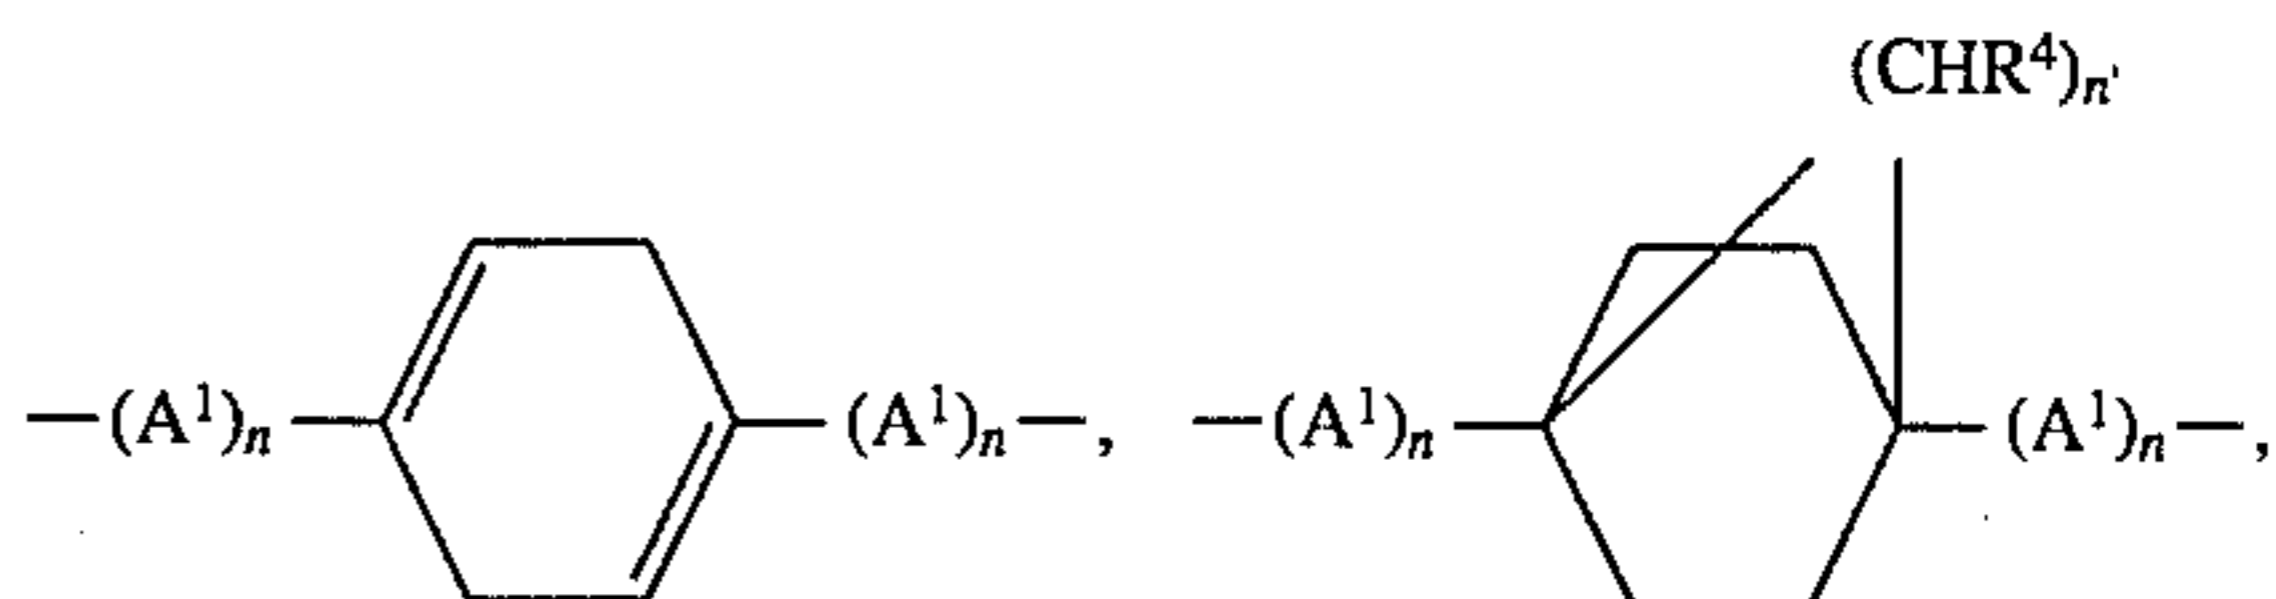 (CHR⁴)ₙ'
—(A¹)ₙ— —(A¹)ₙ—, —(A¹)ₙ— —(A¹)ₙ—,